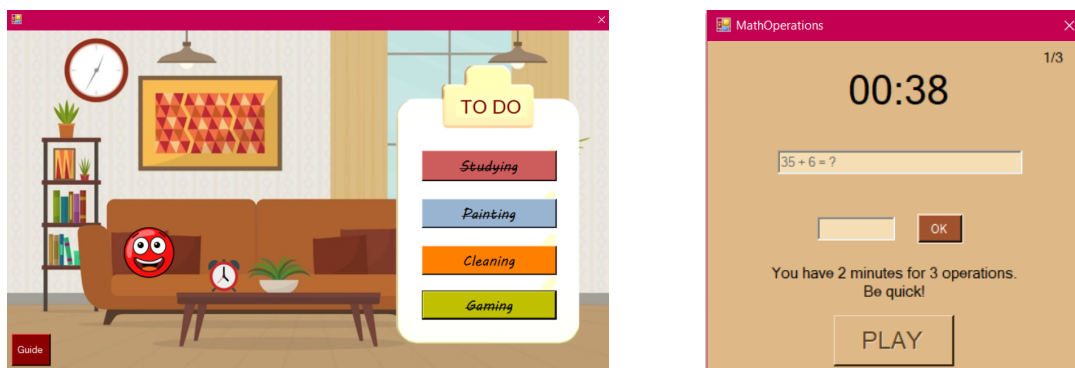 TO DO
Studying
Painting
Cleaning
Gaming
Guide
MathOperations
1/3
00:38
35 + 6 = ?
OK
You have 2 minutes for 3 operations.
Be quick!
PLAY